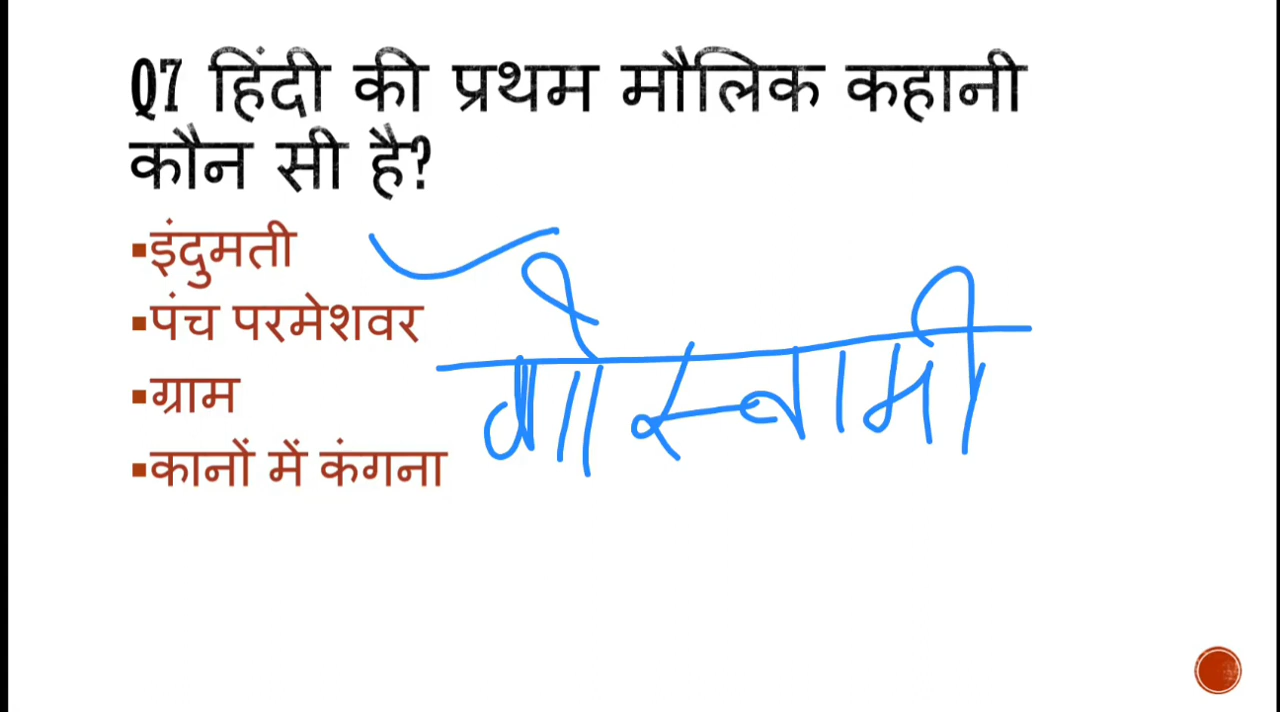 Q7 हिंदी की प्रथम मौलिक कहानी
कौन सी है?
▪इंदुमती
▪पंच परमेशवर
▪ग्राम
▪कानों में कंगना
गोस्वामी